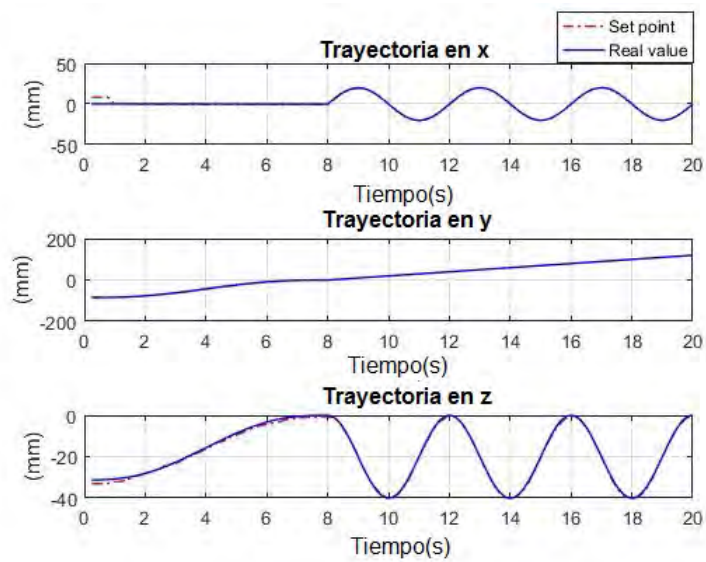 Set point
Real value
Trayectoria en x
50
0
-50
(mm)
0 2 4 6 8 10 12 14 16 18 20
Tiempo(s)
Trayectoria en y
200
0
-200
(mm)
0 2 4 6 8 10 12 14 16 18 20
Tiempo(s)
Trayectoria en z
0
-20
-40
(mm)
0 2 4 6 8 10 12 14 16 18 20
Tiempo(s)